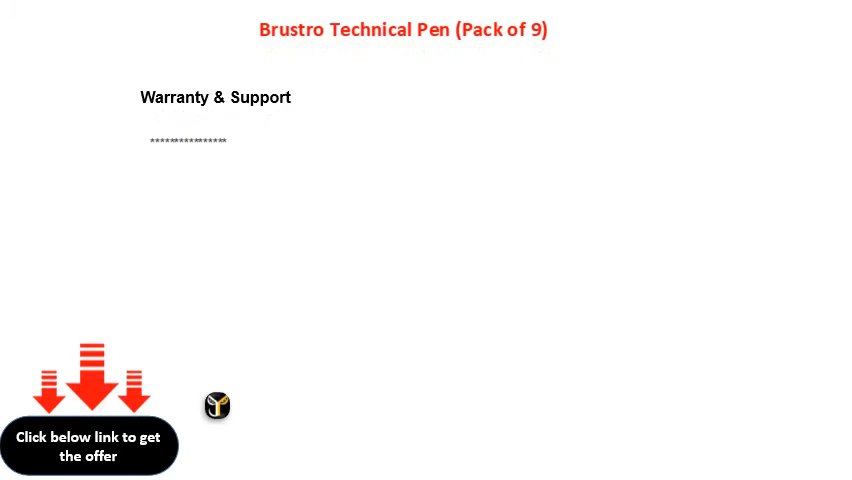 Brustro Technical Pen (Pack of 9)
Warranty & Support
****************
Click below link to get
the offer